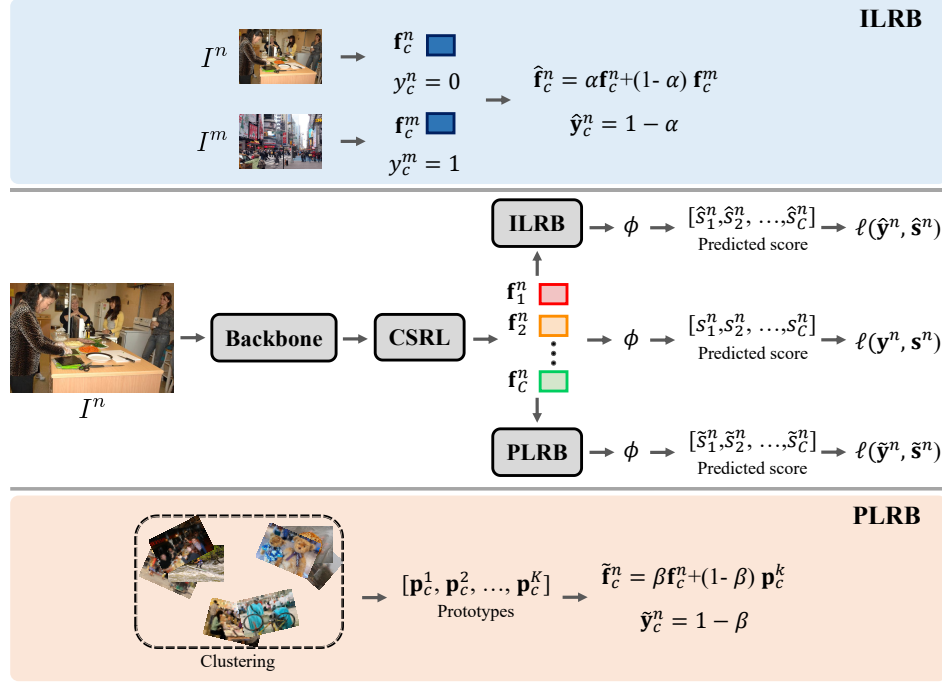 ILRB
Iⁿ
𝐟_c^n
y_c^n = 0
I^m
𝐟_c^m
y_c^m = 1
𝐟̂_c^n = α𝐟_c^n+(1- α) 𝐟_c^m
𝐲̂_c^n = 1 − α
ILRB
ϕ
[ŝ_1^n,ŝ_2^n, …,ŝ_C^n]
Predicted score
ℓ(𝐲̂^n, 𝐬̂^n)
I^n
Backbone
CSRL
𝐟_1^n
𝐟_2^n
𝐟_C^n
ϕ
[s_1^n,s_2^n, …,s_C^n]
Predicted score
ℓ(𝐲^n, 𝐬^n)
PLRB
ϕ
[s̃_1^n,s̃_2^n, …,s̃_C^n]
Predicted score
ℓ(𝐲̃^n, 𝐬̃^n)
PLRB
Clustering
[𝐩_c^1, 𝐩_c^2, …, 𝐩_c^K]
Prototypes
𝐟̃_c^n = β𝐟_c^n+(1- β) 𝐩_c^k
𝐲̃_c^n = 1 − β